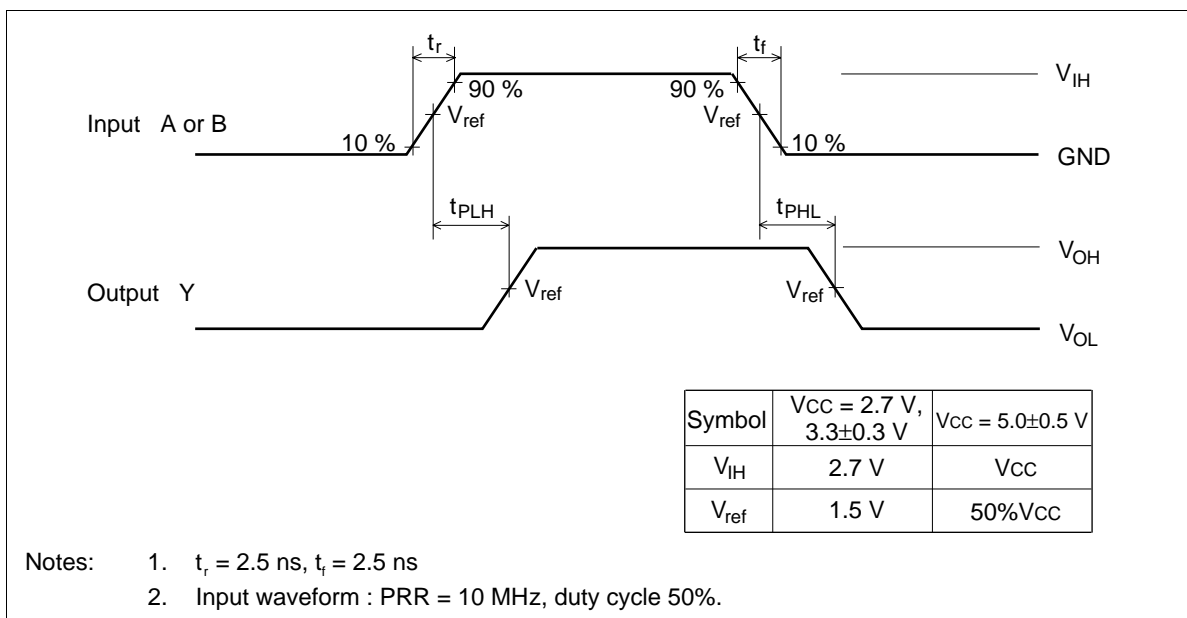 tr
tf
90 %
90 %
VIH
Vref
Vref
Input A or B
10 %
10 %
GND
tPLH
tPHL
VOH
Output Y
Vref
Vref
VOL
Symbol VCC = 2.7 V, 3.3±0.3 V VCC = 5.0±0.5 V
VIH 2.7 V VCC
Vref 1.5 V 50%VCC
Notes: 1. tr = 2.5 ns, tf = 2.5 ns
2. Input waveform : PRR = 10 MHz, duty cycle 50%.